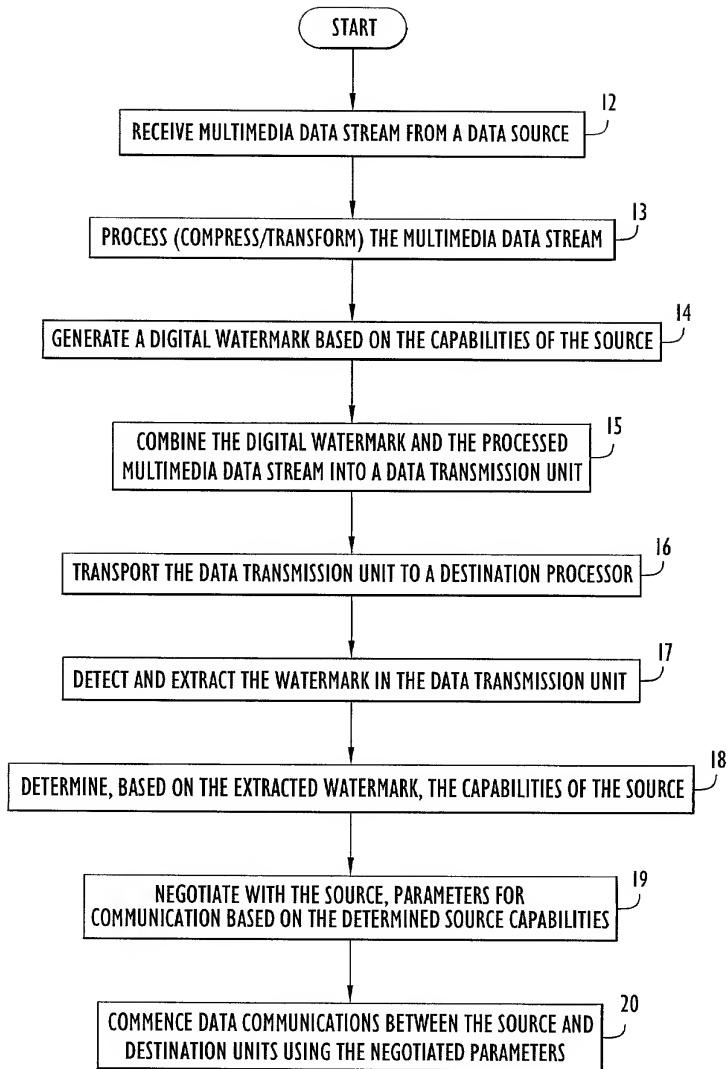 START
12
RECEIVE MULTIMEDIA DATA STREAM FROM A DATA SOURCE
13
PROCESS (COMPRESS/TRANSFORM) THE MULTIMEDIA DATA STREAM
14
GENERATE A DIGITAL WATERMARK BASED ON THE CAPABILITIES OF THE SOURCE
15
COMBINE THE DIGITAL WATERMARK AND THE PROCESSED
MULTIMEDIA DATA STREAM INTO A DATA TRANSMISSION UNIT
16
TRANSPORT THE DATA TRANSMISSION UNIT TO A DESTINATION PROCESSOR
17
DETECT AND EXTRACT THE WATERMARK IN THE DATA TRANSMISSION UNIT
18
DETERMINE, BASED ON THE EXTRACTED WATERMARK, THE CAPABILITIES OF THE SOURCE
19
NEGOTIATE WITH THE SOURCE, PARAMETERS FOR
COMMUNICATION BASED ON THE DETERMINED SOURCE CAPABILITIES
20
COMMENCE DATA COMMUNICATIONS BETWEEN THE SOURCE AND
DESTINATION UNITS USING THE NEGOTIATED PARAMETERS